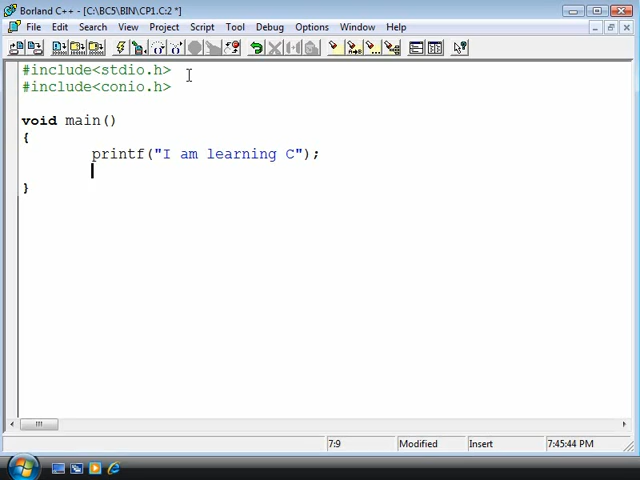 Borland C++ - [C:\BC5\BIN\CP1.C:2 *]
File Edit Search View Project Script Tool Debug Options Window Help
#include<stdio.h>
#include<conio.h>
void main()
{
printf("I am learning C");
}
7:9 Modified Insert 7:45:44 PM